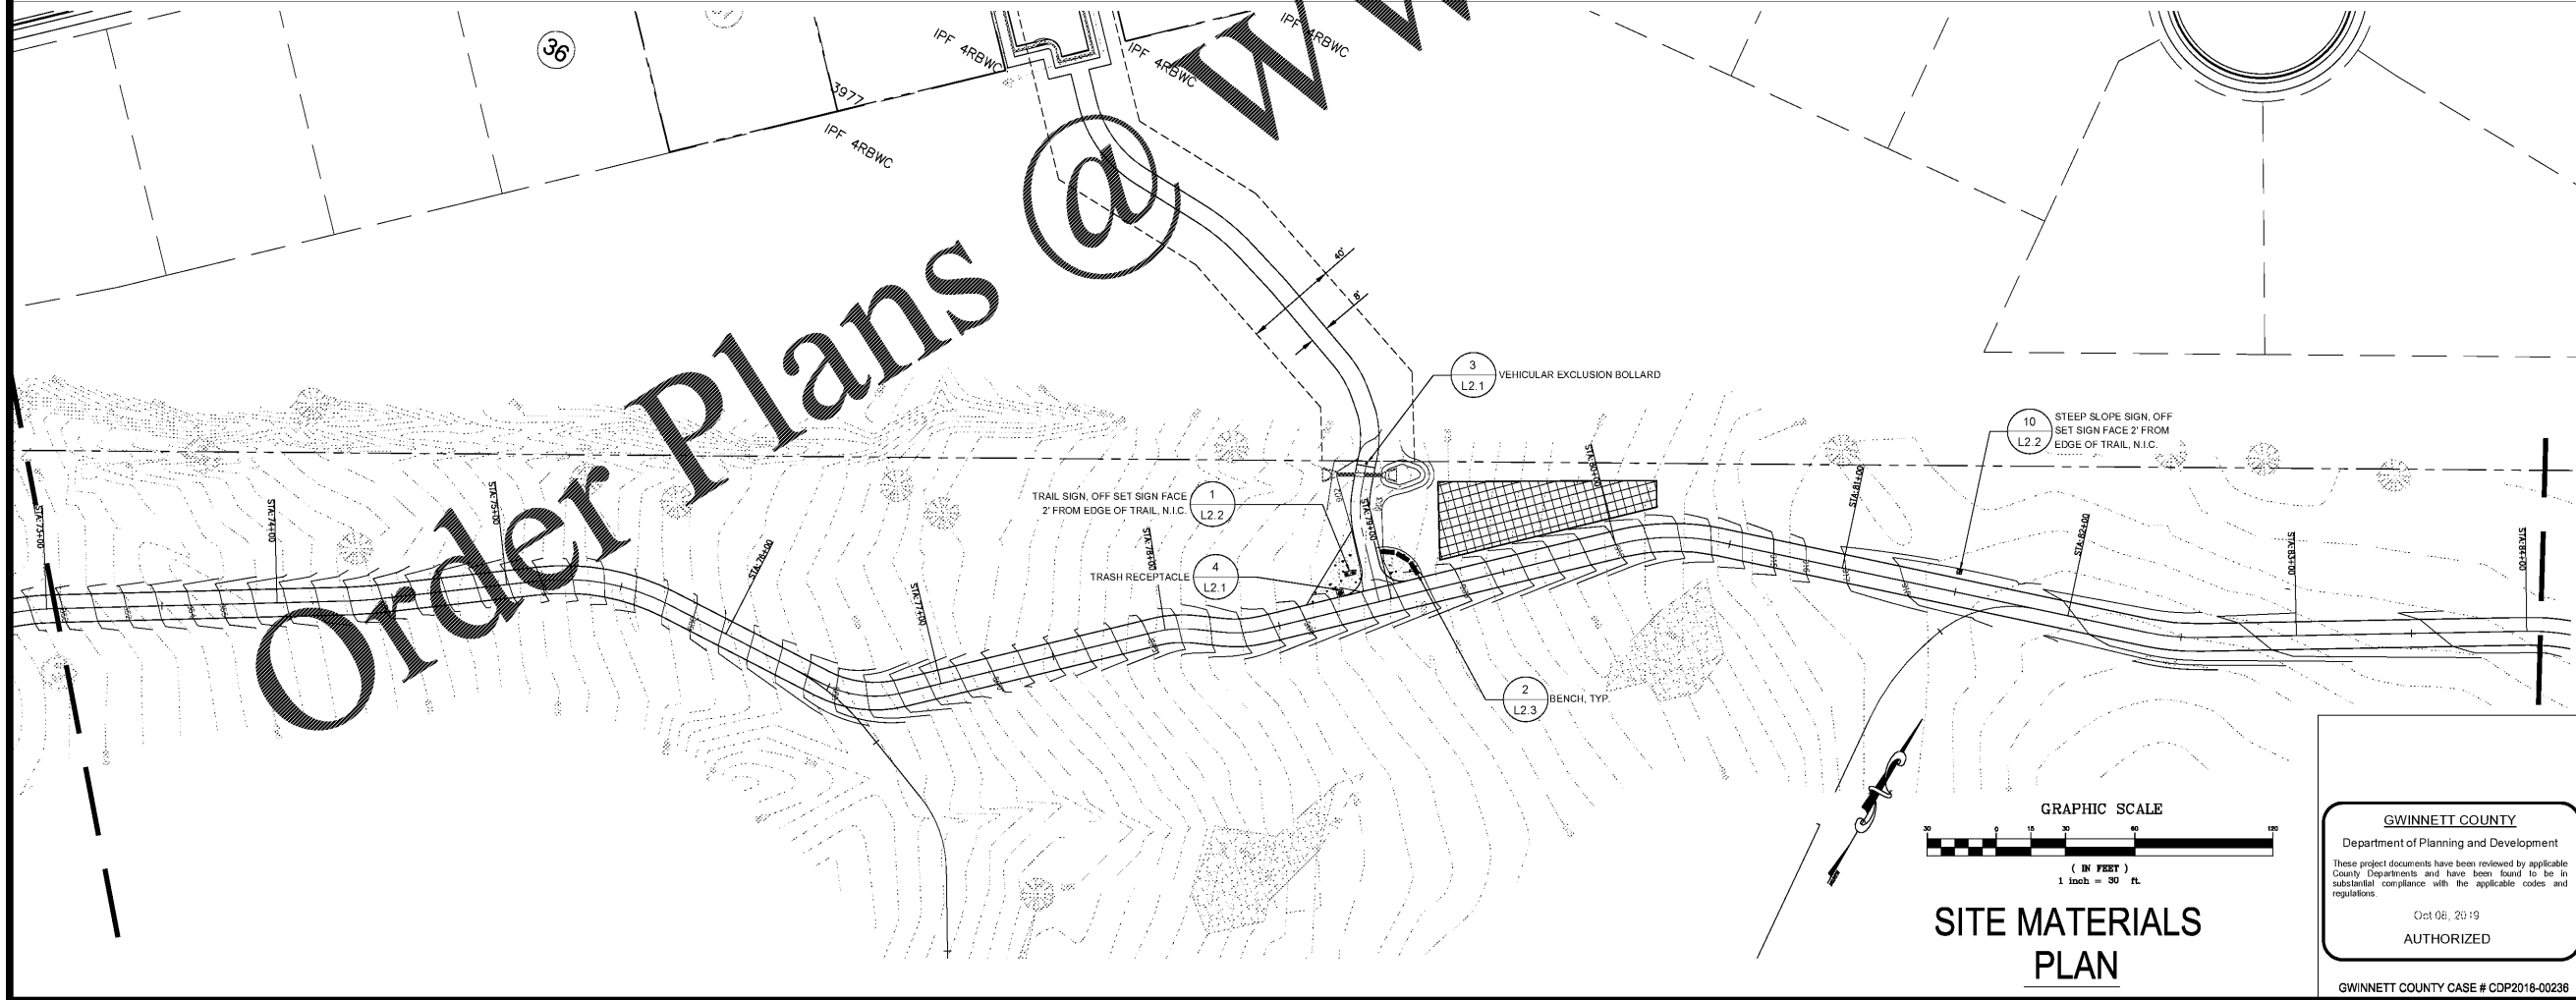 36
3977
IPF 4RBWC
IPF 4RBWC
IPF 4RBWC
IPF 4RBWC
Order Plans @ WW
40'
8'
3
L2.1
VEHICULAR EXCLUSION BOLLARD
10
L2.2
STEEP SLOPE SIGN, OFF
SET SIGN FACE 2' FROM
EDGE OF TRAIL, N.I.C.
1
L2.2
TRAIL SIGN, OFF SET SIGN FACE
2' FROM EDGE OF TRAIL, N.I.C.
4
L2.1
TRASH RECEPTACLE
2
L2.3
BENCH, TYP.
STA:73+00
STA:74+00
STA:75+00
STA:76+00
STA:77+00
STA:78+00
STA:79+00
STA:80+00
STA:81+00
STA:82+00
STA:83+00
STA:84+00
902
903
GRAPHIC SCALE
30 0 15 30 60 120
( IN FEET )
1 inch = 30 ft.
SITE MATERIALS
PLAN
GWINNETT COUNTY
Department of Planning and Development
These project documents have been reviewed by applicable
County Departments and have been found to be in
substantial compliance with the applicable codes and
regulations.
Oct 08, 2019
AUTHORIZED
GWINNETT COUNTY CASE # CDP2018-00236